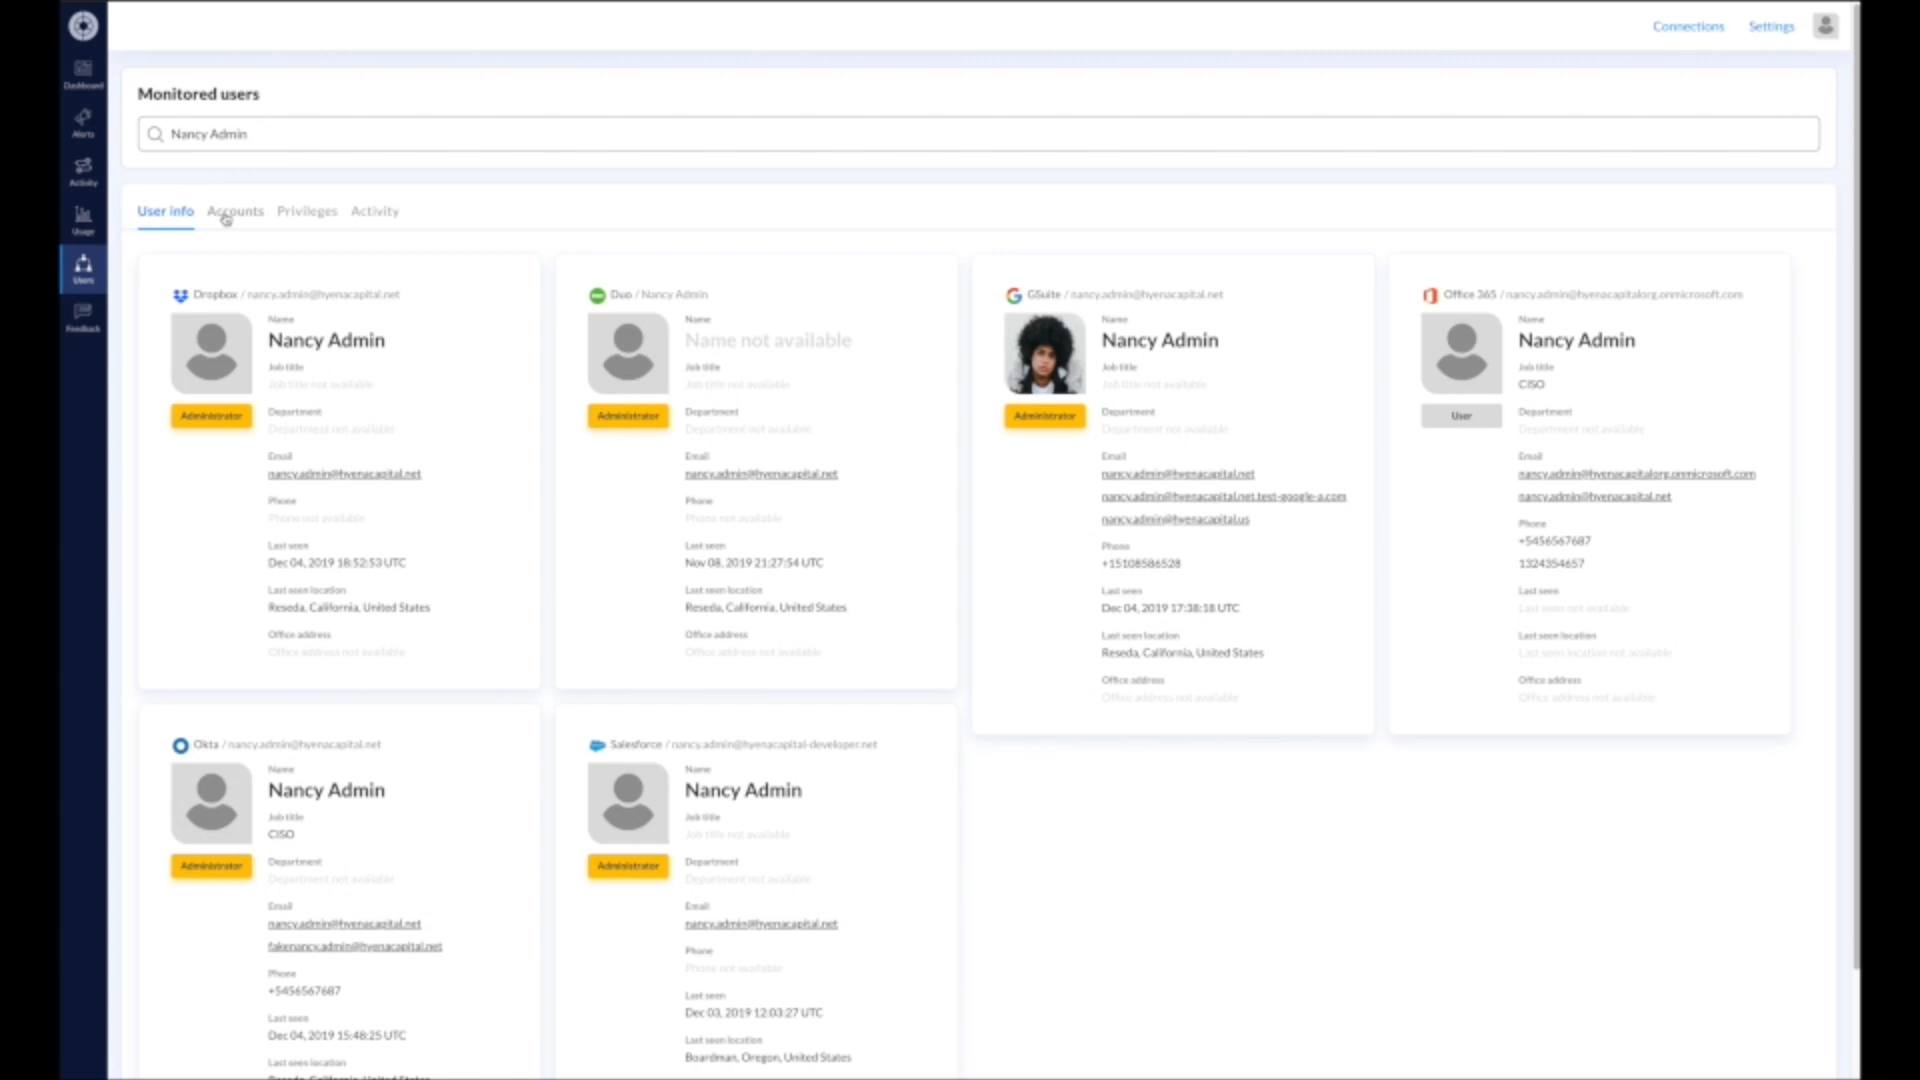 Connections Settings
Dashboard
Alerts
Activity
Usage
Users
Feedback
Monitored users
Nancy Admin
User info Accounts Privileges Activity
Dropbox / nancy.admin@hyenacapital.net
Name
Nancy Admin
Job title
Job title not available
Administrator
Department
Department not available
Email
nancy.admin@hyenacapital.net
Phone
Phone not available
Last seen
Dec 04, 2019 18:52:53 UTC
Last seen location
Reseda, California, United States
Office address
Office address not available
Duo / Nancy Admin
Name
Name not available
Job title
Job title not available
Administrator
Department
Department not available
Email
nancy.admin@hyenacapital.net
Phone
Phone not available
Last seen
Nov 08, 2019 21:27:54 UTC
Last seen location
Reseda, California, United States
Office address
Office address not available
GSuite / nancy.admin@hyenacapital.net
Name
Nancy Admin
Job title
Job title not available
Administrator
Department
Department not available
Email
nancy.admin@hyenacapital.net
nancy.admin@hyenacapital.net.test-google-a.com
nancy.admin@hyenacapital.us
Phone
+15108586528
Last seen
Dec 04, 2019 17:38:18 UTC
Last seen location
Reseda, California, United States
Office address
Office address not available
Office 365 / nancy.admin@hyenacapitalorg.onmicrosoft.com
Name
Nancy Admin
Job title
CISO
User
Department
Department not available
Email
nancy.admin@hyenacapitalorg.onmicrosoft.com
nancy.admin@hyenacapital.net
Phone
+5456567687
1324354657
Last seen
Last seen not available
Last seen location
Last seen location not available
Office address
Office address not available
Okta / nancy.admin@hyenacapital.net
Name
Nancy Admin
Job title
CISO
Administrator
Department
Department not available
Email
nancy.admin@hyenacapital.net
fakenancy.admin@hyenacapital.net
Phone
+5456567687
Last seen
Dec 04, 2019 15:48:25 UTC
Last seen location
Reseda, California, United States
Salesforce / nancy.admin@hyenacapital-developer.net
Name
Nancy Admin
Job title
Job title not available
Administrator
Department
Department not available
Email
nancy.admin@hyenacapital.net
Phone
Phone not available
Last seen
Dec 03, 2019 12:03:27 UTC
Last seen location
Boardman, Oregon, United States